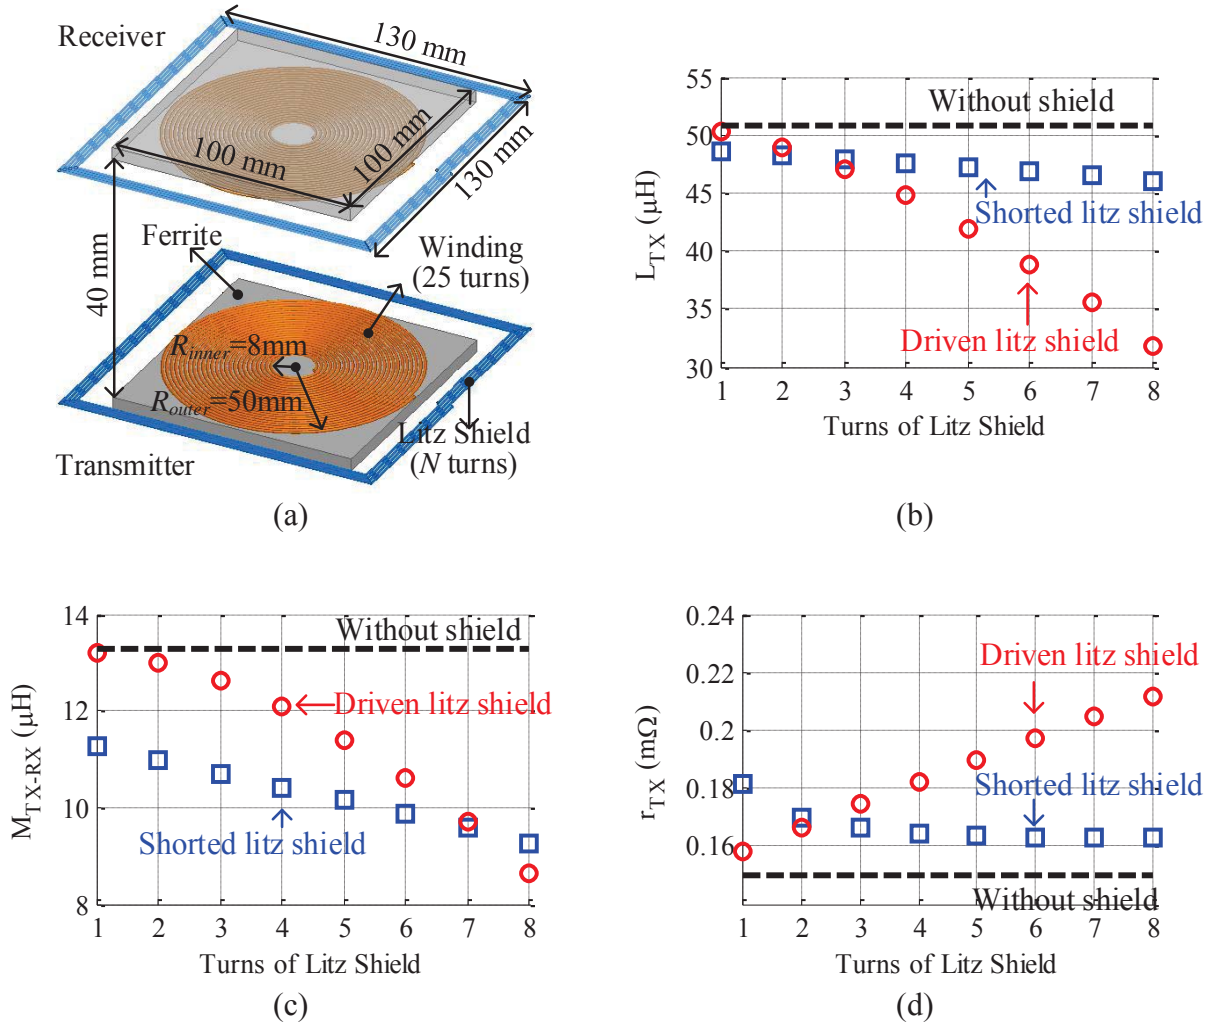 Receiver
130 mm
100 mm
100 mm
130 mm
40 mm
Ferrite
Winding
(25 turns)
R_inner=8mm
R_outer=50mm
Litz Shield
(N turns)
Transmitter
(a)
55
50
45
40
35
30
L_TX (μH)
Without shield
Shorted litz shield
Driven litz shield
1 2 3 4 5 6 7 8
Turns of Litz Shield
(b)
14
12
10
8
M_TX-RX (μH)
Without shield
Driven litz shield
Shorted litz shield
1 2 3 4 5 6 7 8
Turns of Litz Shield
(c)
0.24
0.22
0.2
0.18
0.16
r_TX (mΩ)
Driven litz shield
Shorted litz shield
Without shield
1 2 3 4 5 6 7 8
Turns of Litz Shield
(d)